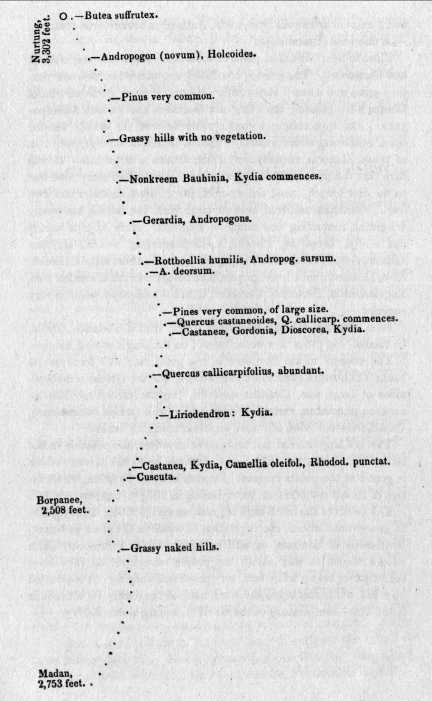 Nurtung,
3,302 feet.
O .—Butea suffrutex.
.—Andropogon (novum), Holcoides.
.—Pinus very common.
.—Grassy hills with no vegetation.
.—Nonkreem Bauhinia, Kydia commences.
.—Gerardia, Andropogons.
.—Rottboellia humilis, Andropog. sursum.
.—A. deorsum.
.—Pines very common, of large size.
.—Quercus castaneoides, Q. callicarp. commences.
.—Castaneæ, Gordonia, Dioscorea, Kydia.
.—Quercus callicarpifolius, abundant.
.—Liriodendron: Kydia.
.—Castanea, Kydia, Camellia oleifol., Rhodod. punctat.
.—Cuscuta.
Borpanee,
2,508 feet.
.—Grassy naked hills.
Madan,
2,753 feet.